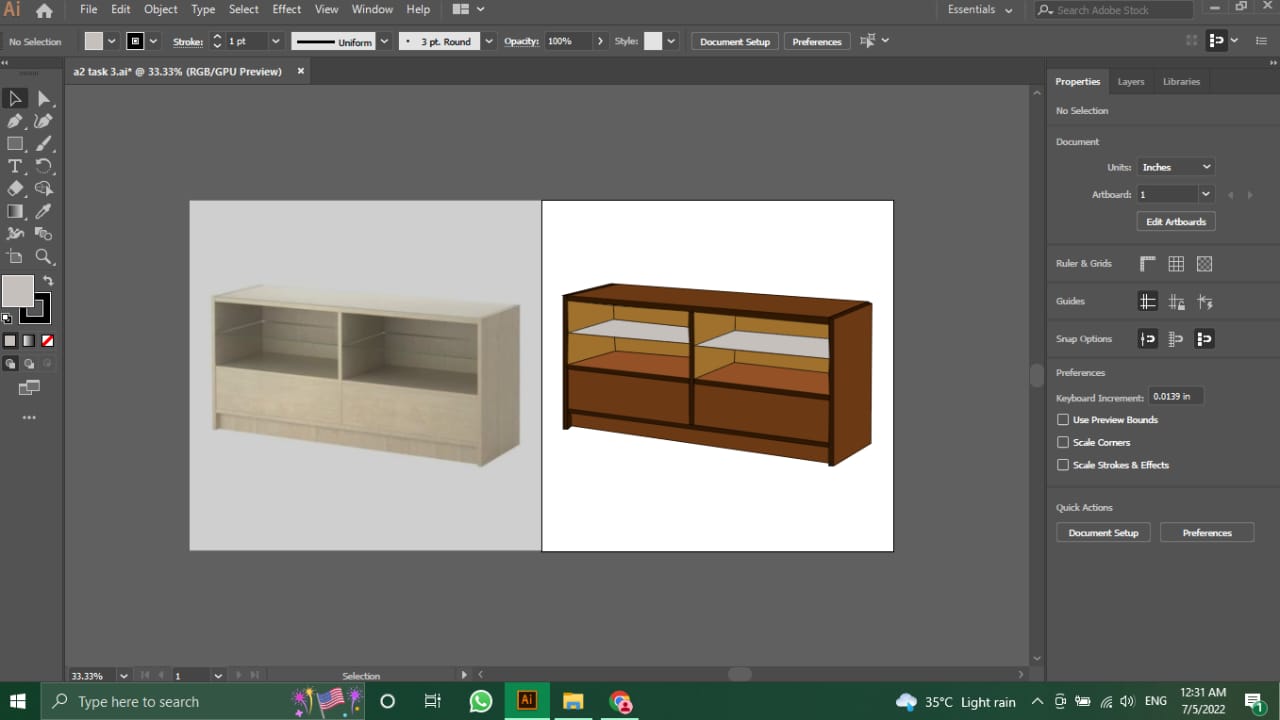 Ai File Edit Object Type Select Effect View Window Help Essentials Search Adobe Stock
No Selection Stroke: 1 pt Uniform 3 pt. Round Opacity: 100% Style: Document Setup Preferences
a2 task 3.ai* @ 33.33% (RGB/GPU Preview) ×
Properties Layers Libraries
No Selection
Document
Units: Inches
Artboard: 1
Edit Artboards
Ruler & Grids
Guides
Snap Options
Preferences
Keyboard Increment: 0.0139 in
Use Preview Bounds
Scale Corners
Scale Strokes & Effects
Quick Actions
Document Setup Preferences
33.33% 1 Selection
Type here to search Ai 35°C Light rain ENG 12:31 AM
7/5/2022 1